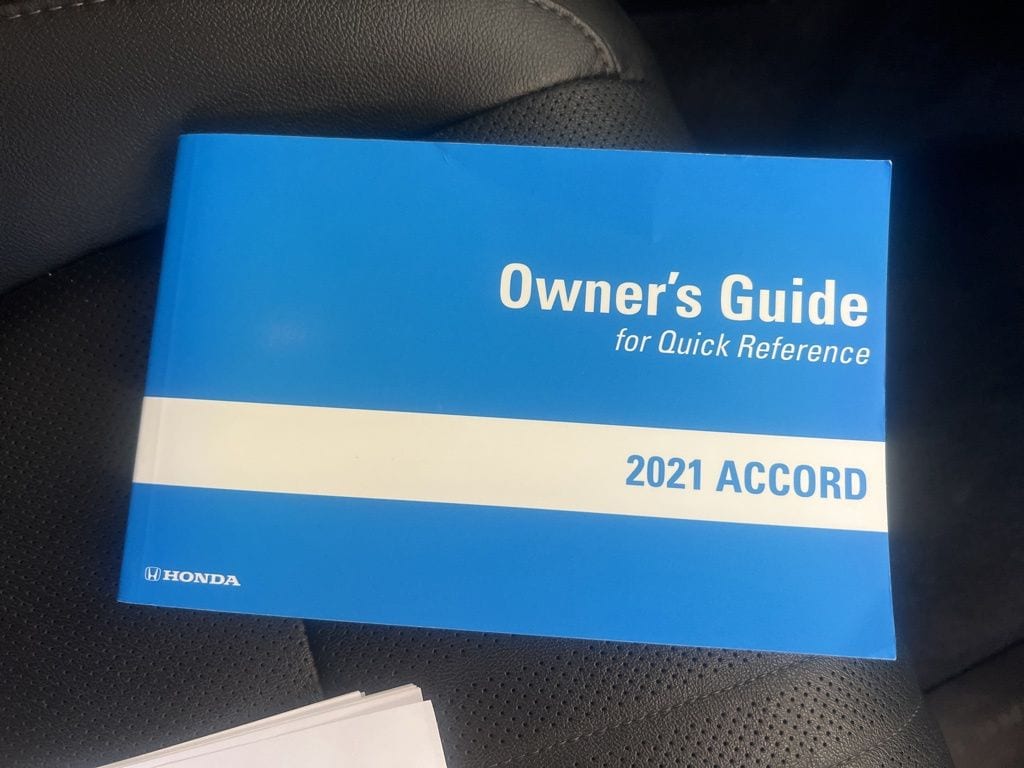 Owner's Guide
for Quick Reference
2021 ACCORD
HONDA